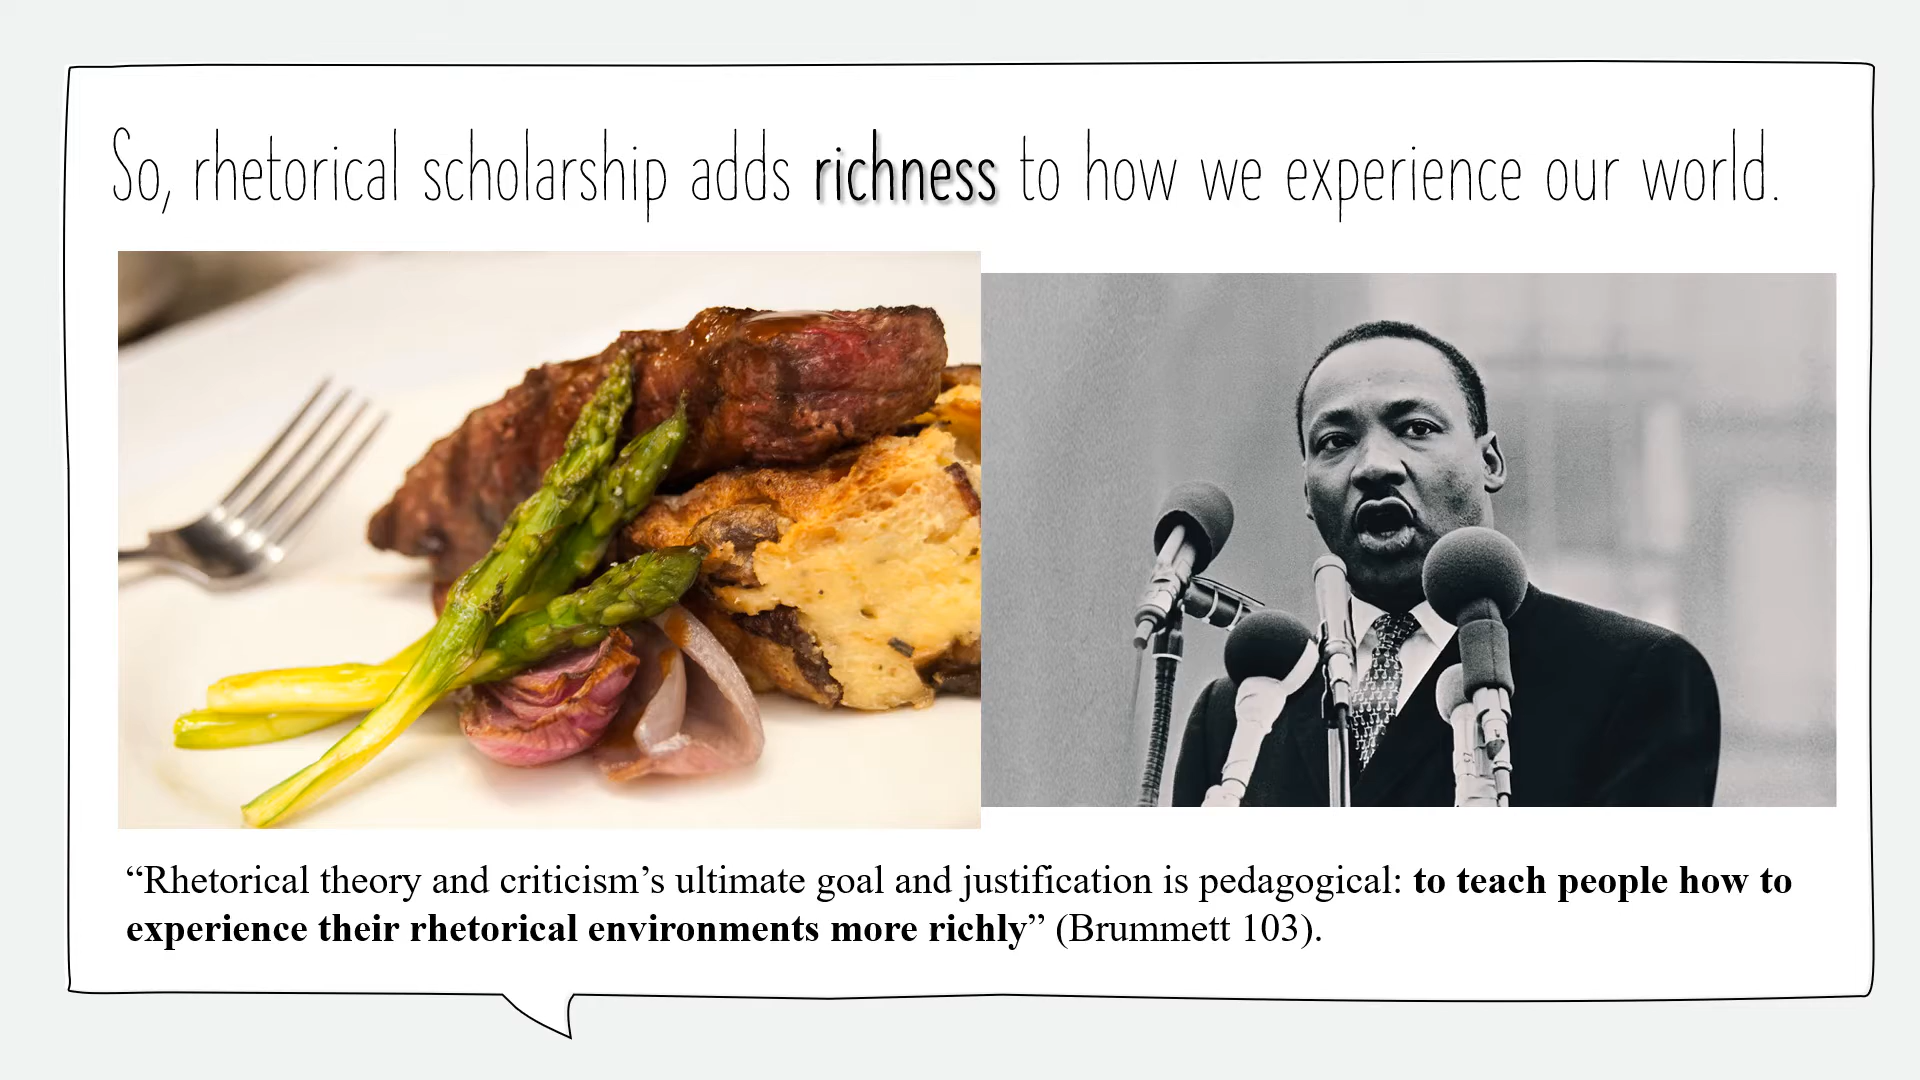 So, rhetorical scholarship adds richness to how we experience our world.
“Rhetorical theory and criticism’s ultimate goal and justification is pedagogical: to teach people how to
experience their rhetorical environments more richly” (Brummett 103).